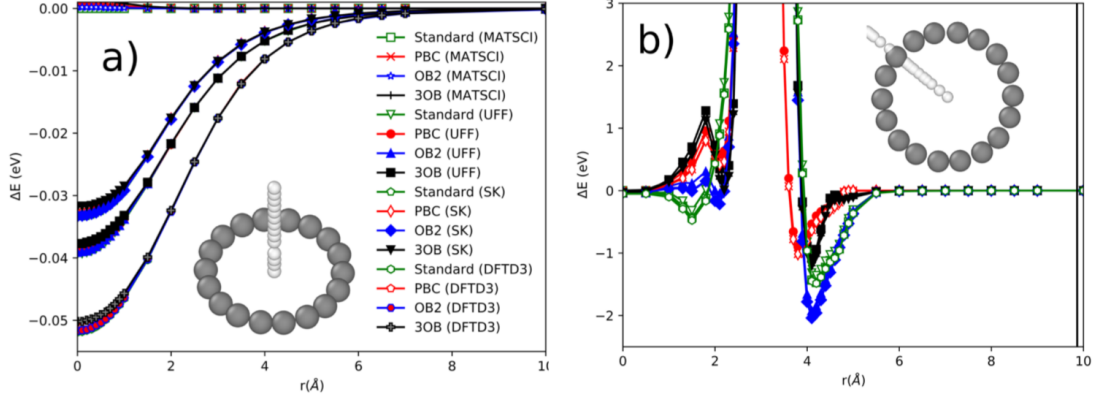 a)
ΔE (eV)
0.00
−0.01
−0.02
−0.03
−0.04
−0.05
0 2 4 6 8 10
r(Å)
Standard (MATSCI)
PBC (MATSCI)
OB2 (MATSCI)
3OB (MATSCI)
Standard (UFF)
PBC (UFF)
OB2 (UFF)
3OB (UFF)
Standard (SK)
PBC (SK)
OB2 (SK)
3OB (SK)
Standard (DFTD3)
PBC (DFTD3)
OB2 (DFTD3)
3OB (DFTD3)
b)
ΔE (eV)
3
2
1
0
−1
−2
0 2 4 6 8 10
r(Å)